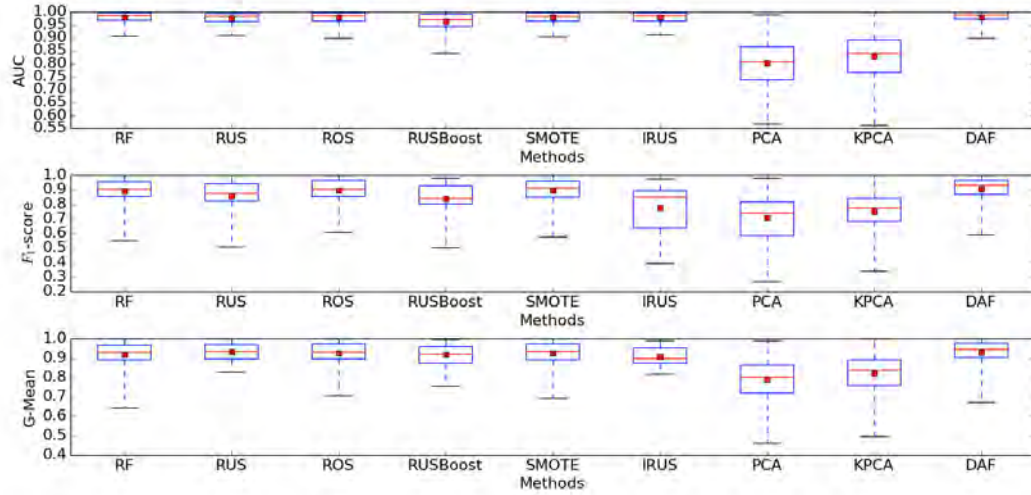 AUC
1.00
0.95
0.90
0.85
0.80
0.75
0.70
0.65
0.60
0.55
RF RUS ROS RUSBoost SMOTE IRUS PCA KPCA DAF
Methods
F₁-score
1.0
0.9
0.8
0.7
0.6
0.5
0.4
0.3
0.2
RF RUS ROS RUSBoost SMOTE IRUS PCA KPCA DAF
Methods
G-Mean
1.0
0.9
0.8
0.7
0.6
0.5
0.4
RF RUS ROS RUSBoost SMOTE IRUS PCA KPCA DAF
Methods